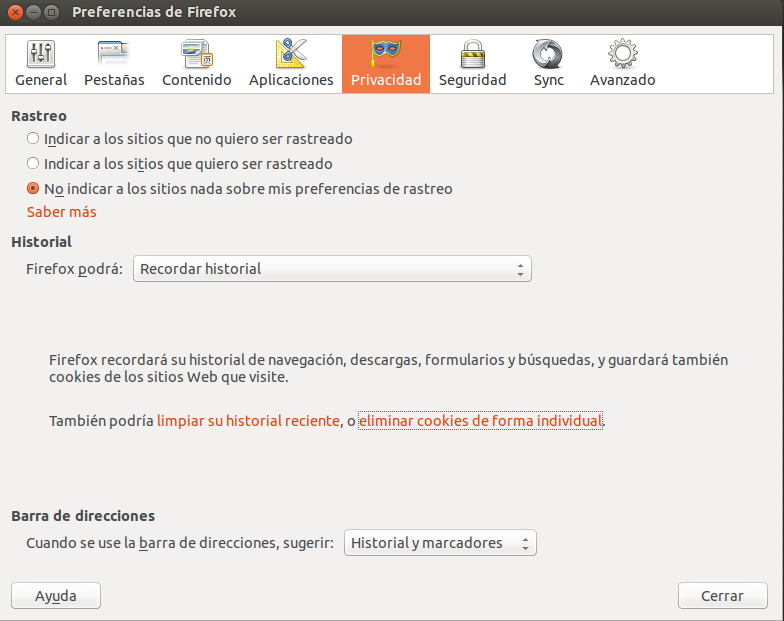 Preferencias de Firefox
General Pestañas Contenido Aplicaciones Privacidad Seguridad Sync Avanzado
Rastreo
Indicar a los sitios que no quiero ser rastreado
Indicar a los sitios que quiero ser rastreado
No indicar a los sitios nada sobre mis preferencias de rastreo
Saber más
Historial
Firefox podrá: Recordar historial
Firefox recordará su historial de navegación, descargas, formularios y búsquedas, y guardará también
cookies de los sitios Web que visite.
También podría limpiar su historial reciente, o eliminar cookies de forma individual.
Barra de direcciones
Cuando se use la barra de direcciones, sugerir: Historial y marcadores
Ayuda Cerrar